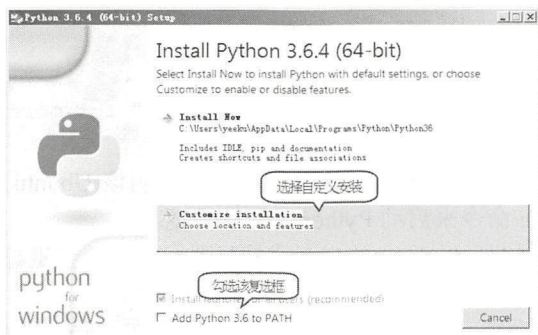 Python 3.6.4 (64-bit) Setup
Install Python 3.6.4 (64-bit)
Select Install Now to install Python with default settings, or choose
Customize to enable or disable features.
Install Now
C:\Users\yeeku\AppData\Local\Programs\Python\Python36
Includes IDLE, pip and documentation
Creates shortcuts and file associations
选择自定义安装
Customize installation
Choose location and features
勾选该复选框
Install launcher for all users (recommended)
Add Python 3.6 to PATH
python
for
windows
Cancel